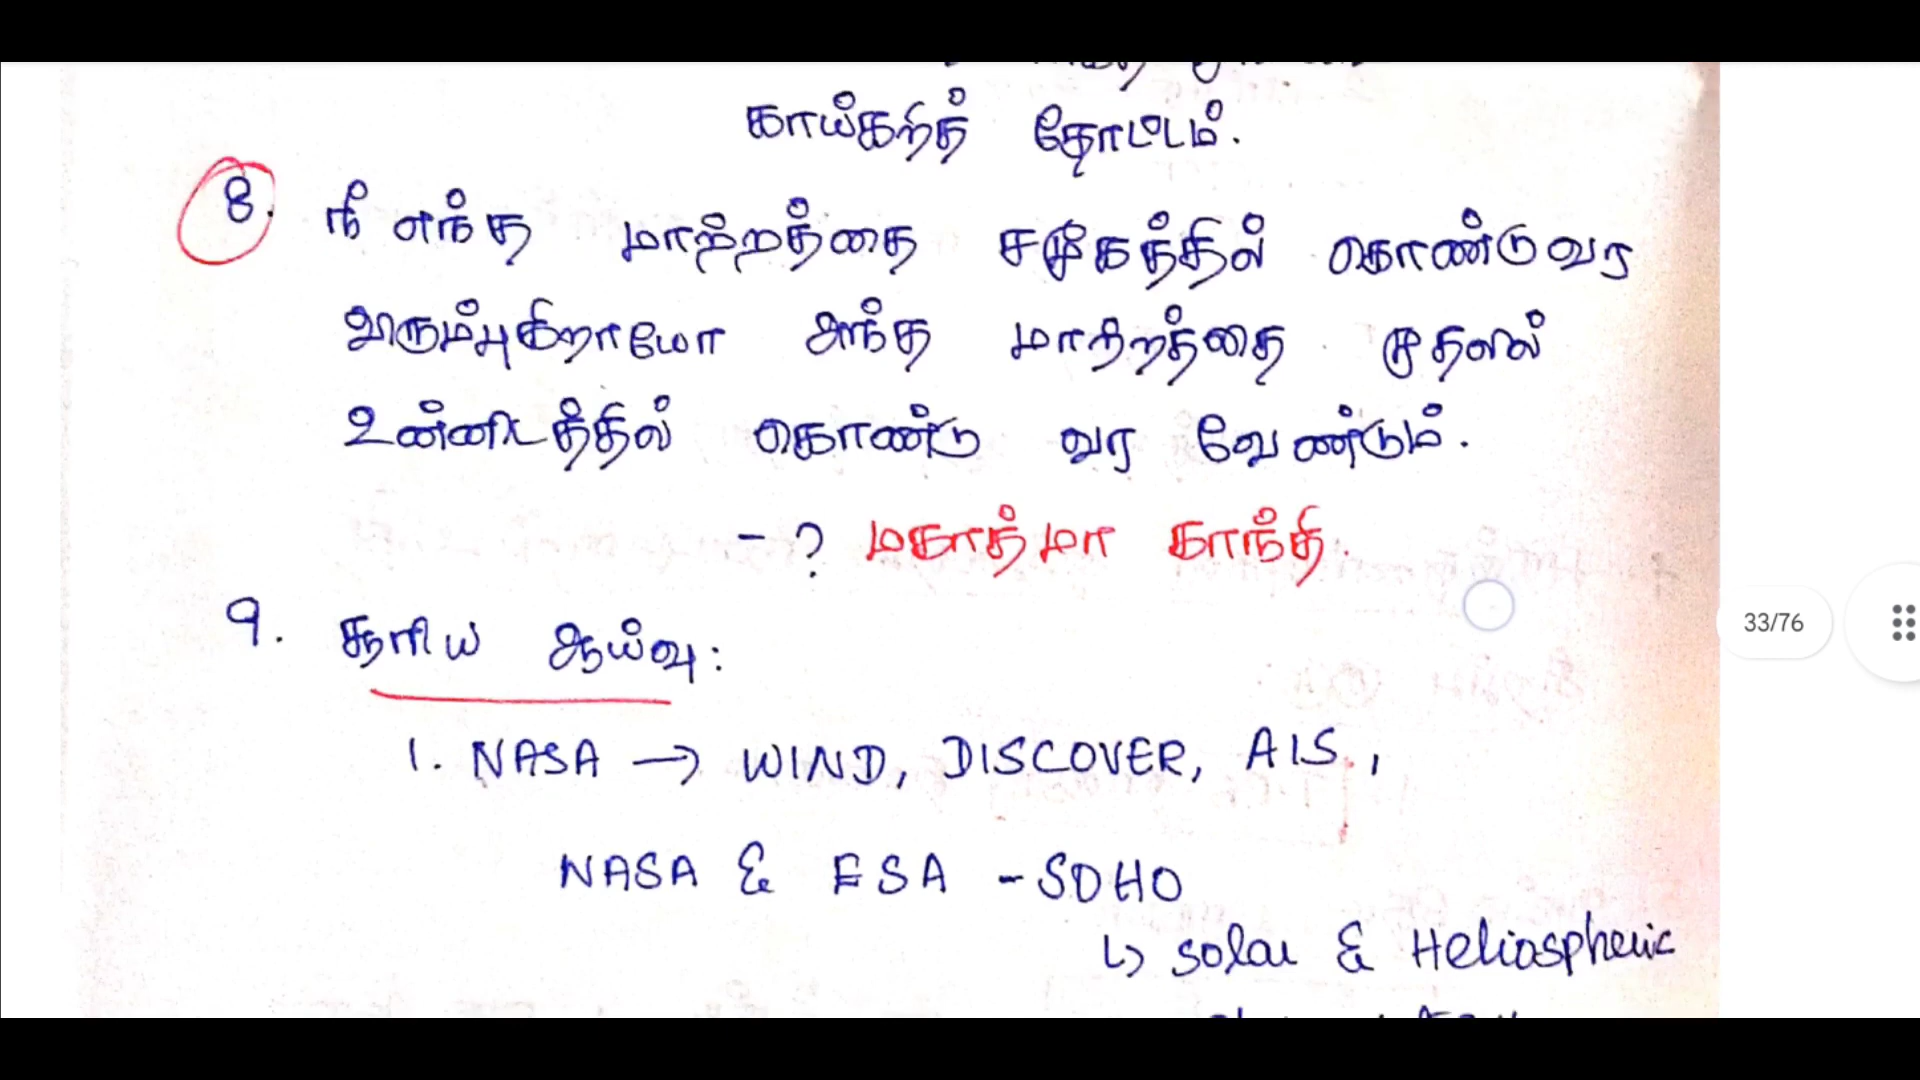 காய்கறித் தோட்டம்.
8. நீ எந்த மாற்றத்தை சமூகத்தில் கொண்டுவர
விரும்புகிறாயோ அந்த மாற்றத்தை முதலில்
உன்னிடத்தில் கொண்டு வர வேண்டும்.
- ? மகாத்மா காந்தி.
9. சூரிய ஆய்வு:
1. NASA → WIND, DISCOVER, AIS,
NASA & ESA - SOHO
↳ Solar & Heliospheric
33/76